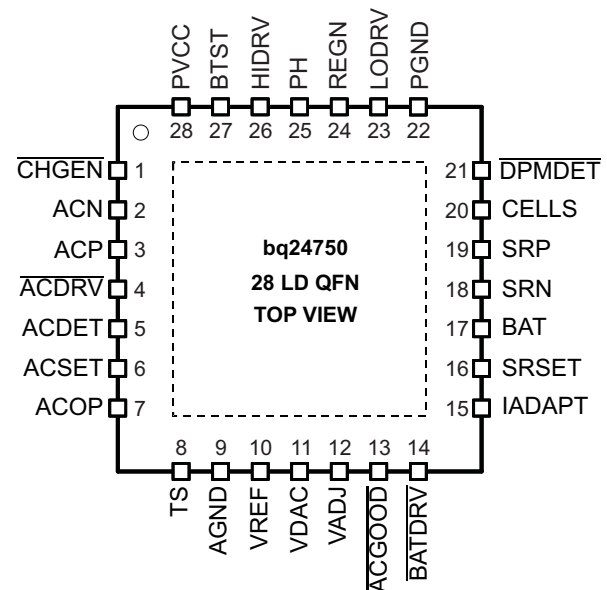 PVCC
BTST
HIDRV
PH
REGN
LODRV
PGND
28 27 26 25 24 23 22
CHGEN 1
ACN 2
ACP 3
ACDRV 4
ACDET 5
ACSET 6
ACOP 7
bq24750
28 LD QFN
TOP VIEW
21 DPMDET
20 CELLS
19 SRP
18 SRN
17 BAT
16 SRSET
15 IADAPT
8 9 10 11 12 13 14
TS
AGND
VREF
VDAC
VADJ
ACGOOD
BATDRV